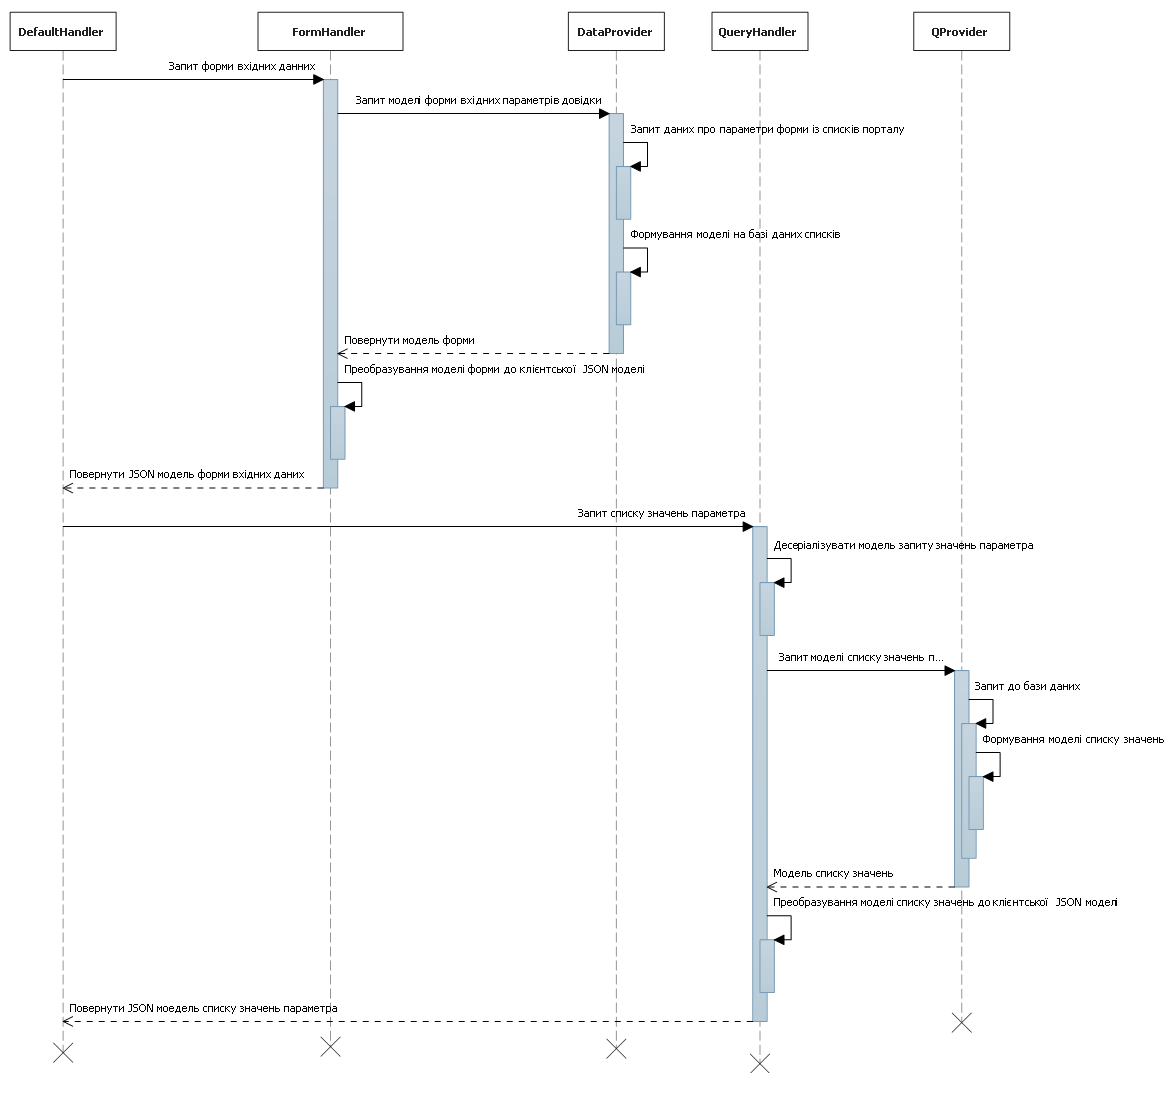 DefaultHandler
FormHandler
DataProvider
QueryHandler
QProvider
Запит форми вхідних данних
Запит моделі форми вхідних параметрів довідки
Запит даних про параметри форми із списків порталу
Формування моделі на базі даних списків
Повернути модель форми
Преобразування моделі форми до клієнтської JSON моделі
Повернути JSON модель форми вхідних даних
Запит списку значень параметра
Десеріалізувати модель запиту значень параметра
Запит моделі списку значень п...
Запит до бази даних
Формування моделі списку значень
Модель списку значень
Преобразування моделі списку значень до клієнтської JSON моделі
Повернути JSON моедель списку значень параметра